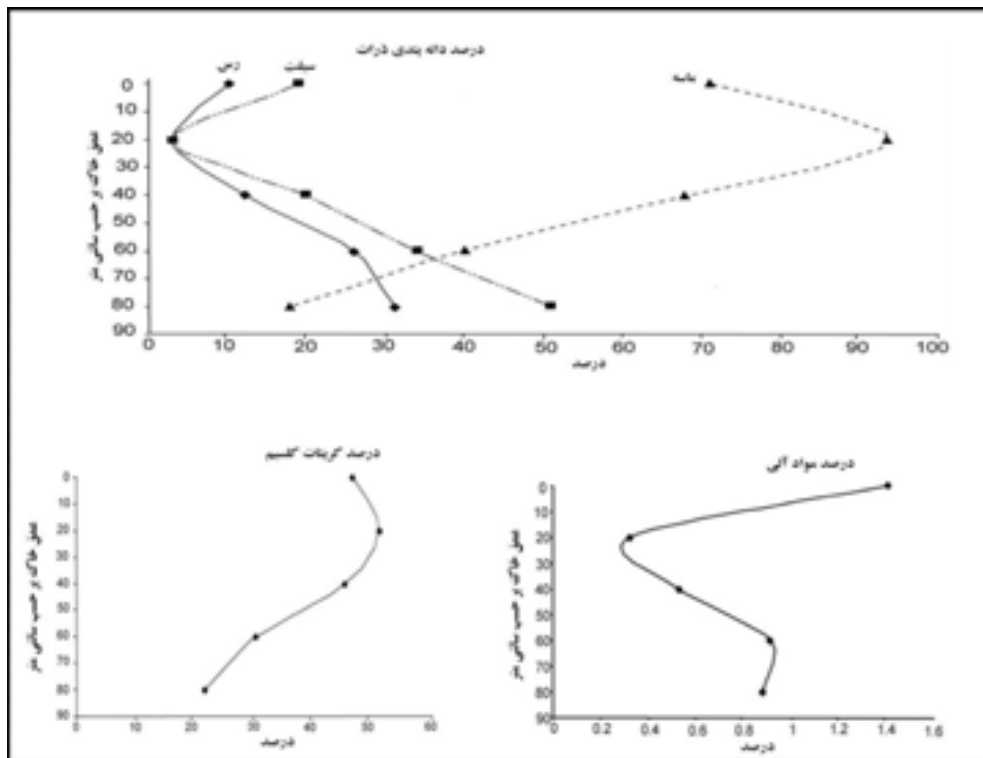 درصد دانه بندی ذرات
رس
سیلت
ماسه
0
10
20
30
40
50
60
70
80
90
عمق خاک بر حسب سانتی متر
0 10 20 30 40 50 60 70 80 90 100
درصد
درصد کربنات کلسیم
0
10
20
30
40
50
60
70
80
90
عمق خاک بر حسب سانتی متر
0 10 20 30 40 50 60
درصد
درصد مواد آلی
0
10
20
30
40
50
60
70
80
90
عمق خاک بر حسب سانتی متر
0 0.2 0.4 0.6 0.8 1 1.2 1.4 1.6
درصد